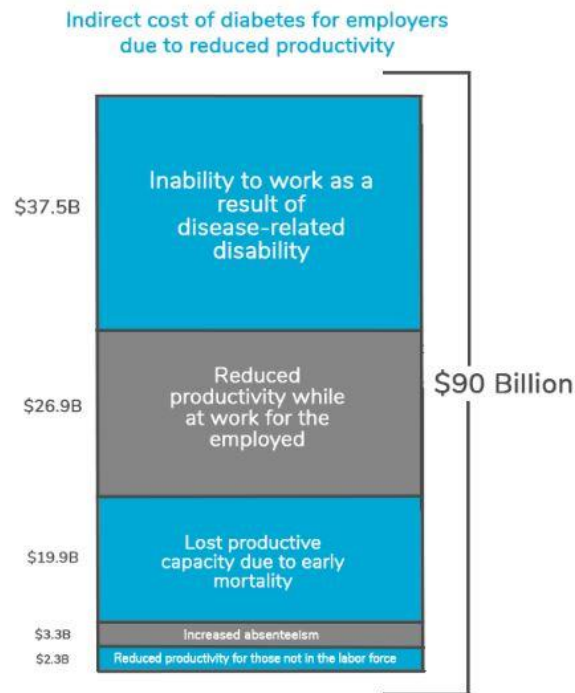 Indirect cost of diabetes for employers
due to reduced productivity
$37.5B
Inability to work as a
result of
disease-related
disability
$26.9B
Reduced
productivity while
at work for the
employed
$90 Billion
$19.9B
Lost productive
capacity due to early
mortality
$3.3B
Increased absenteeism
$2.3B
Reduced productivity for those not in the labor force